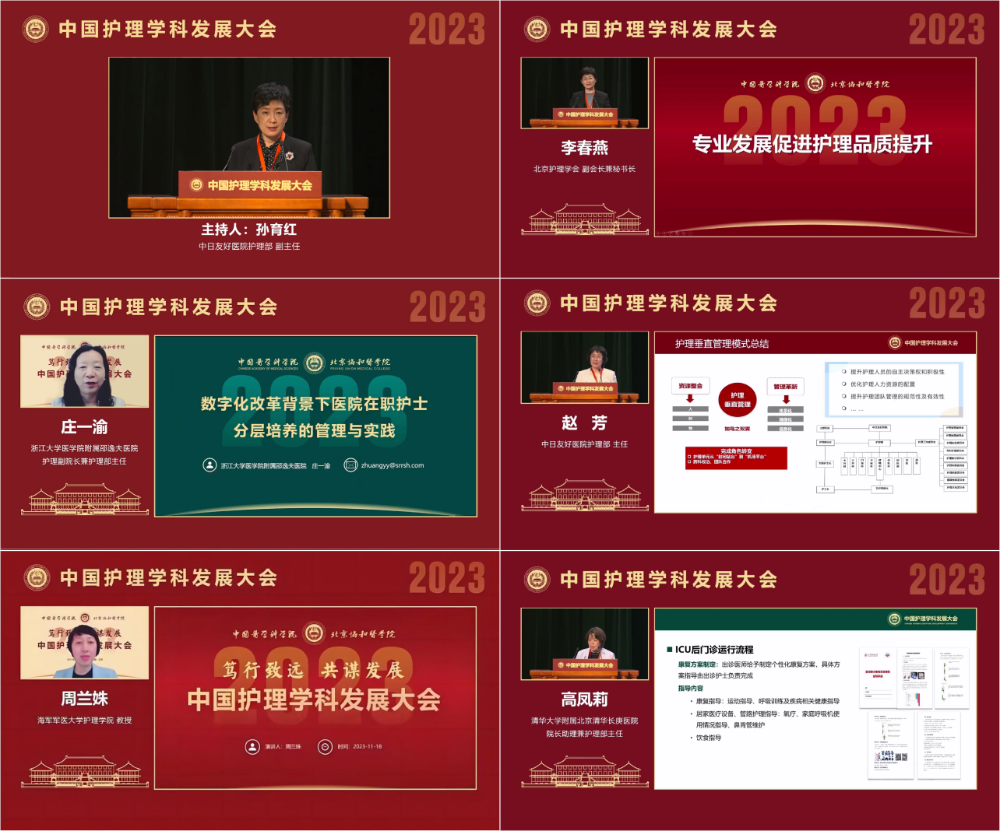 中国护理学科发展大会
2023
中国护理学科发展大会
主持人：孙育红
中日友好医院护理部 副主任
中国护理学科发展大会
2023
中国护理学科发展大会
李春燕
北京护理学会 副会长兼秘书长
中国医学科学院 北京协和医学院
2023
专业发展促进护理品质提升
中国护理学科发展大会
2023
中国医学科学院 北京协和医学院
庄一渝
浙江大学医学院附属邵逸夫医院
护理副院长兼护理部主任
中国医学科学院 北京协和医学院
CHINESE ACADEMY OF MEDICAL SCIENCES PEKING UNION MEDICAL COLLEGE
2023
数字化改革背景下医院在职护士
分层培养的管理与实践
浙江大学医学院附属邵逸夫医院 庄一渝 zhuangyy@srrsh.com
中国护理学科发展大会
2023
中国护理学科发展大会
赵 芳
中日友好医院护理部 主任
护理垂直管理模式总结
中国护理学科发展大会
资源整合
人
财
物
护理
垂直管理
如鸟之双翼
管理革新
体系化
精细化
信息化
完成角色转变
护理单元从“封闭站台”到“机场平台”
跨科收治、团队合作
提升护理人员的自主决策权和积极性
优化护理人力资源的配置
提升护理团队管理的规范性及有效性
... ...
中国护理学科发展大会
2023
中国医学科学院 北京协和医学院
周兰姝
海军军医大学护理学院 教授
中国医学科学院 北京协和医学院
2023
笃行致远 共谋发展
中国护理学科发展大会
演讲人：周兰姝 时间：2023-11-18
中国护理学科发展大会
2023
中国护理学科发展大会
高凤莉
清华大学附属北京清华长庚医院
院长助理兼护理部主任
中国护理学科发展大会
ICU后门诊运行流程
康复方案制定：出诊医师给予制定个性化康复方案，具体方
案指导由出诊护士负责完成
指导内容
康复指导：运动指导、呼吸训练及疾病相关健康指导
居家医疗设备、管路护理指导：氧疗、家庭呼吸机使
用情况指导、鼻胃管维护
饮食指导